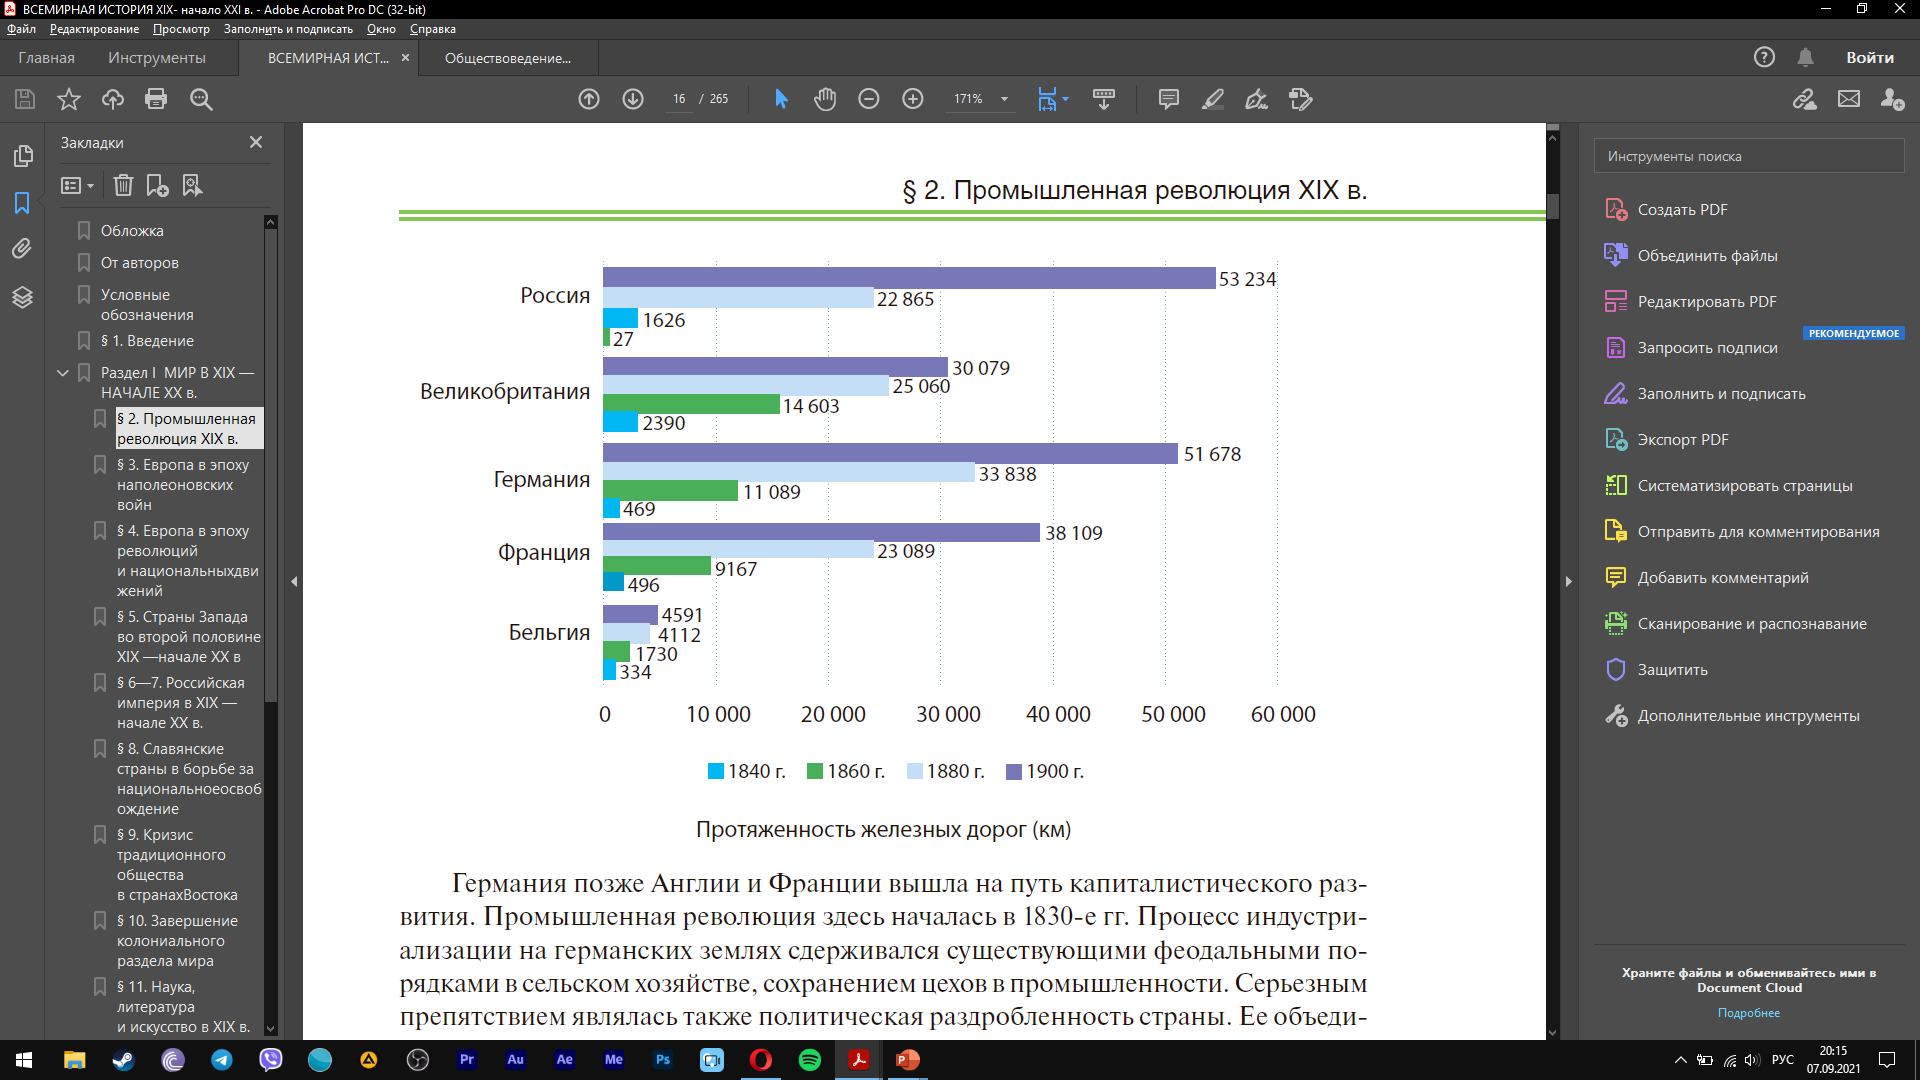 ВСЕМИРНАЯ ИСТОРИЯ XIX- начало XXI в. - Adobe Acrobat Pro DC (32-bit)
Файл Редактирование Просмотр Заполнить и подписать Окно Справка
Главная Инструменты ВСЕМИРНАЯ ИСТ... × Обществоведение... Войти
16 / 265 171%
Закладки
Обложка
От авторов
Условные
обозначения
§ 1. Введение
Раздел I МИР В XIX —
НАЧАЛЕ XX в.
§ 2. Промышленная
революция XIX в.
§ 3. Европа в эпоху
наполеоновских
войн
§ 4. Европа в эпоху
революций
и национальныхдви
жений
§ 5. Страны Запада
во второй половине
XIX —начале XX в
§ 6—7. Российская
империя в XIX —
начале XX в.
§ 8. Славянские
страны в борьбе за
национальноеосвоб
ождение
§ 9. Кризис
традиционного
общества
в странахВостока
§ 10. Завершение
колониального
раздела мира
§ 11. Наука,
литература
и искусство в XIX в.
§ 2. Промышленная революция XIX в.
Россия
53 234
22 865
1626
27
Великобритания
30 079
25 060
14 603
2390
Германия
51 678
33 838
11 089
469
Франция
38 109
23 089
9167
496
Бельгия
4591
4112
1730
334
0 10 000 20 000 30 000 40 000 50 000 60 000
1840 г. 1860 г. 1880 г. 1900 г.
Протяженность железных дорог (км)
Германия позже Англии и Франции вышла на путь капиталистического раз-
вития. Промышленная революция здесь началась в 1830-е гг. Процесс индустри-
ализации на германских землях сдерживался существующими феодальными по-
рядками в сельском хозяйстве, сохранением цехов в промышленности. Серьезным
препятствием являлась также политическая раздробленность страны. Ее объеди-
Инструменты поиска
Создать PDF
Объединить файлы
Редактировать PDF
РЕКОМЕНДУЕМОЕ
Запросить подписи
Заполнить и подписать
Экспорт PDF
Систематизировать страницы
Отправить для комментирования
Добавить комментарий
Сканирование и распознавание
Защитить
Дополнительные инструменты
Храните файлы и обменивайтесь ими в
Document Cloud
Подробнее
Pr Au Ae Me Ps
РУС
20:15
07.09.2021